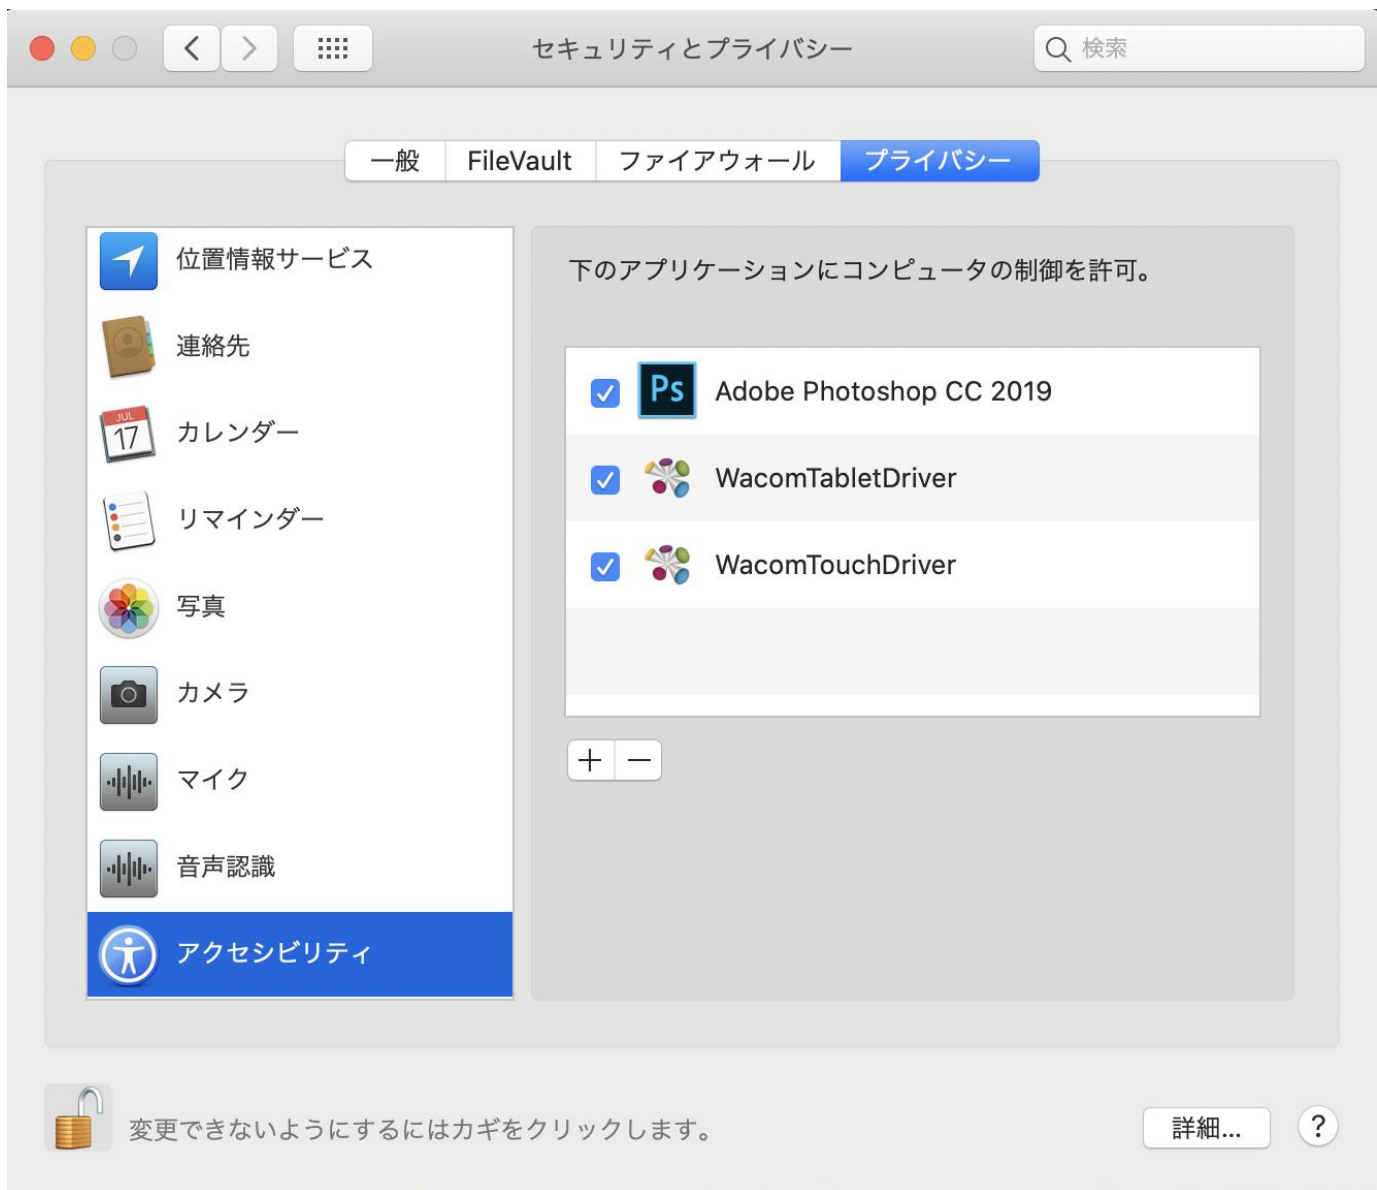 セキュリティとプライバシー
検索
一般 FileVault ファイアウォール プライバシー
位置情報サービス
連絡先
JUL
17
カレンダー
リマインダー
写真
カメラ
マイク
音声認識
アクセシビリティ
下のアプリケーションにコンピュータの制御を許可。
Ps Adobe Photoshop CC 2019
WacomTabletDriver
WacomTouchDriver
変更できないようにするにはカギをクリックします。
詳細... ?